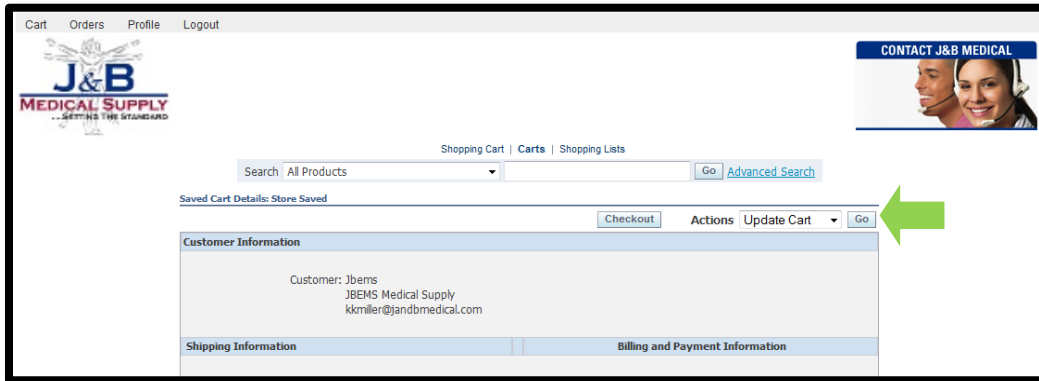 Cart Orders Profile Logout
J&B
MEDICAL SUPPLY
...SETTING THE STANDARD
CONTACT J&B MEDICAL
Shopping Cart | Carts | Shopping Lists
Search All Products Go Advanced Search
Saved Cart Details: Store Saved
Checkout Actions Update Cart Go
Customer Information
Customer: Jbems
JBEMS Medical Supply
kkmiller@jandbmedical.com
Shipping Information Billing and Payment Information